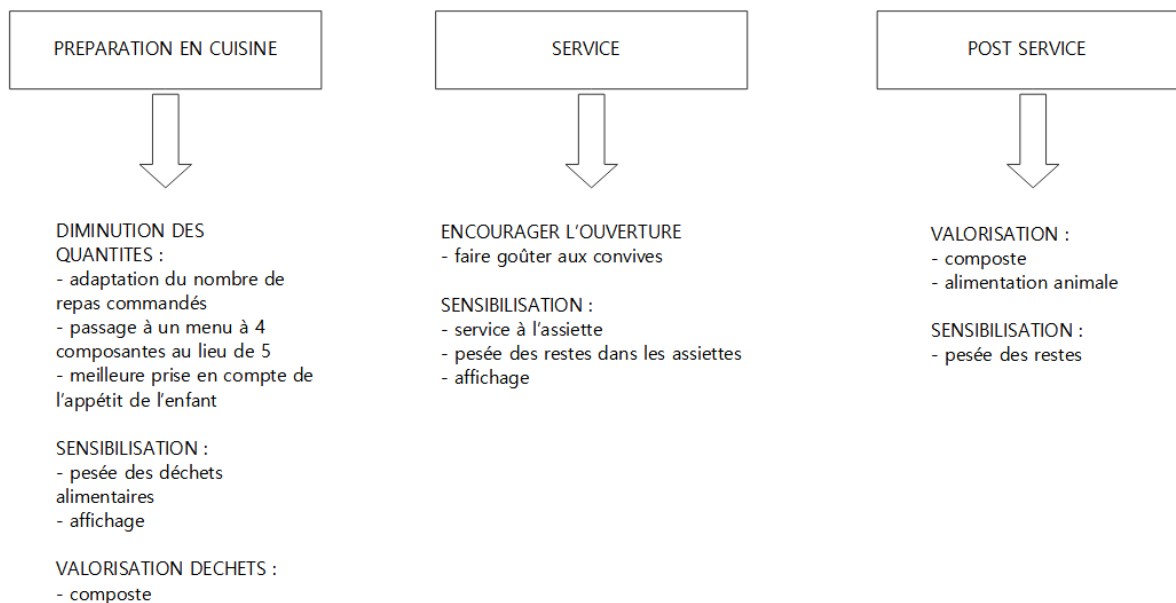 PREPARATION EN CUISINE
DIMINUTION DES
QUANTITES :
- adaptation du nombre de
repas commandés
- passage à un menu à 4
composantes au lieu de 5
- meilleure prise en compte de
l'appétit de l'enfant
SENSIBILISATION :
- pesée des déchets
alimentaires
- affichage
VALORISATION DECHETS :
- composte
SERVICE
ENCOURAGER L'OUVERTURE
- faire goûter aux convives
SENSIBILISATION :
- service à l'assiette
- pesée des restes dans les assiettes
- affichage
POST SERVICE
VALORISATION :
- composte
- alimentation animale
SENSIBILISATION :
- pesée des restes